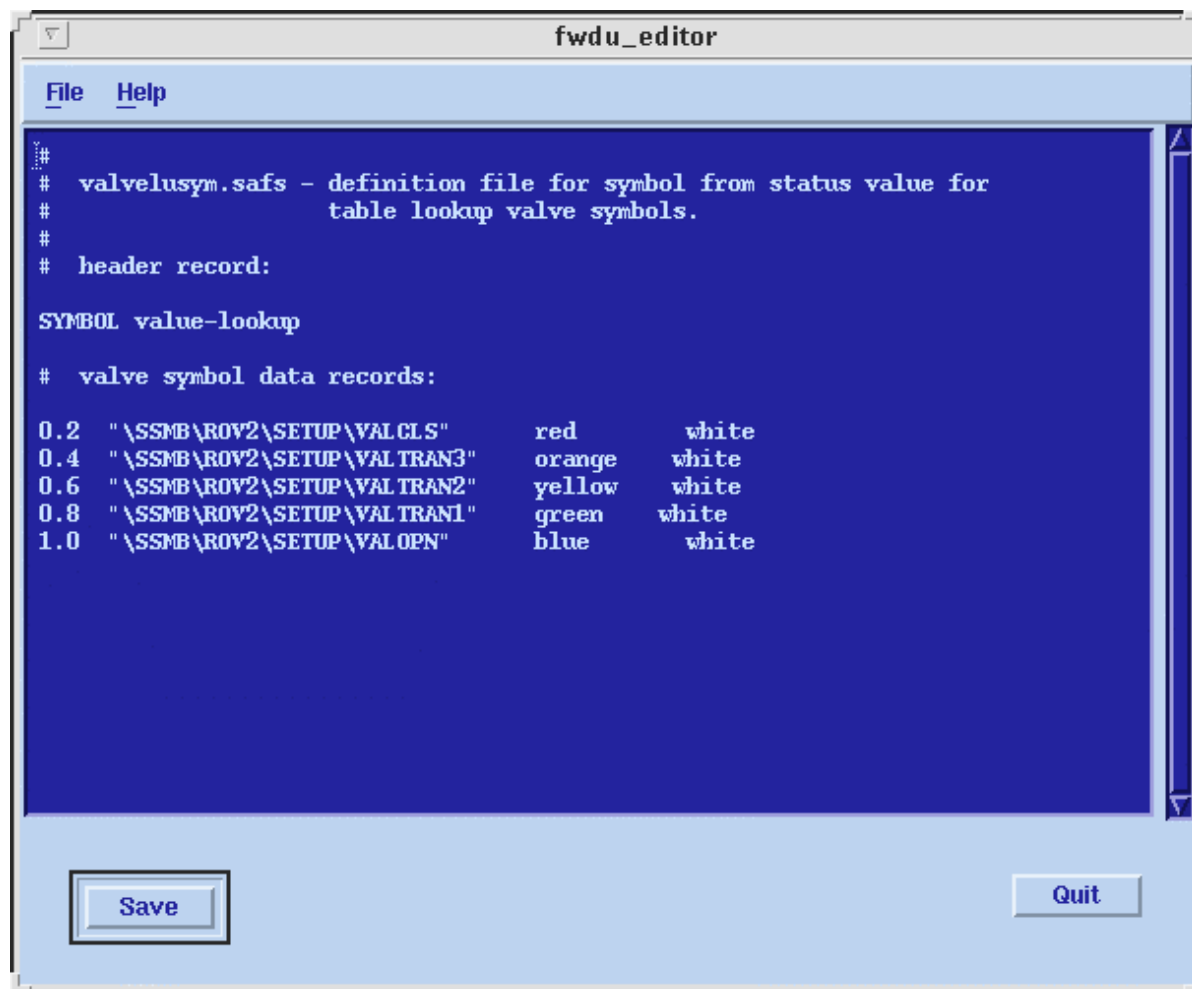 fwdu_editor
File Help
#
# valvelusym.safs - definition file for symbol from status value for
# table lookup valve symbols.
#
# header record:
SYMBOL value-lookup
# valve symbol data records:
0.2 "\SSMB\ROV2\SETUP\VALCLS" red white
0.4 "\SSMB\ROV2\SETUP\VALTRAN3" orange white
0.6 "\SSMB\ROV2\SETUP\VALTRAN2" yellow white
0.8 "\SSMB\ROV2\SETUP\VALTRAN1" green white
1.0 "\SSMB\ROV2\SETUP\VALOPN" blue white
Save Quit